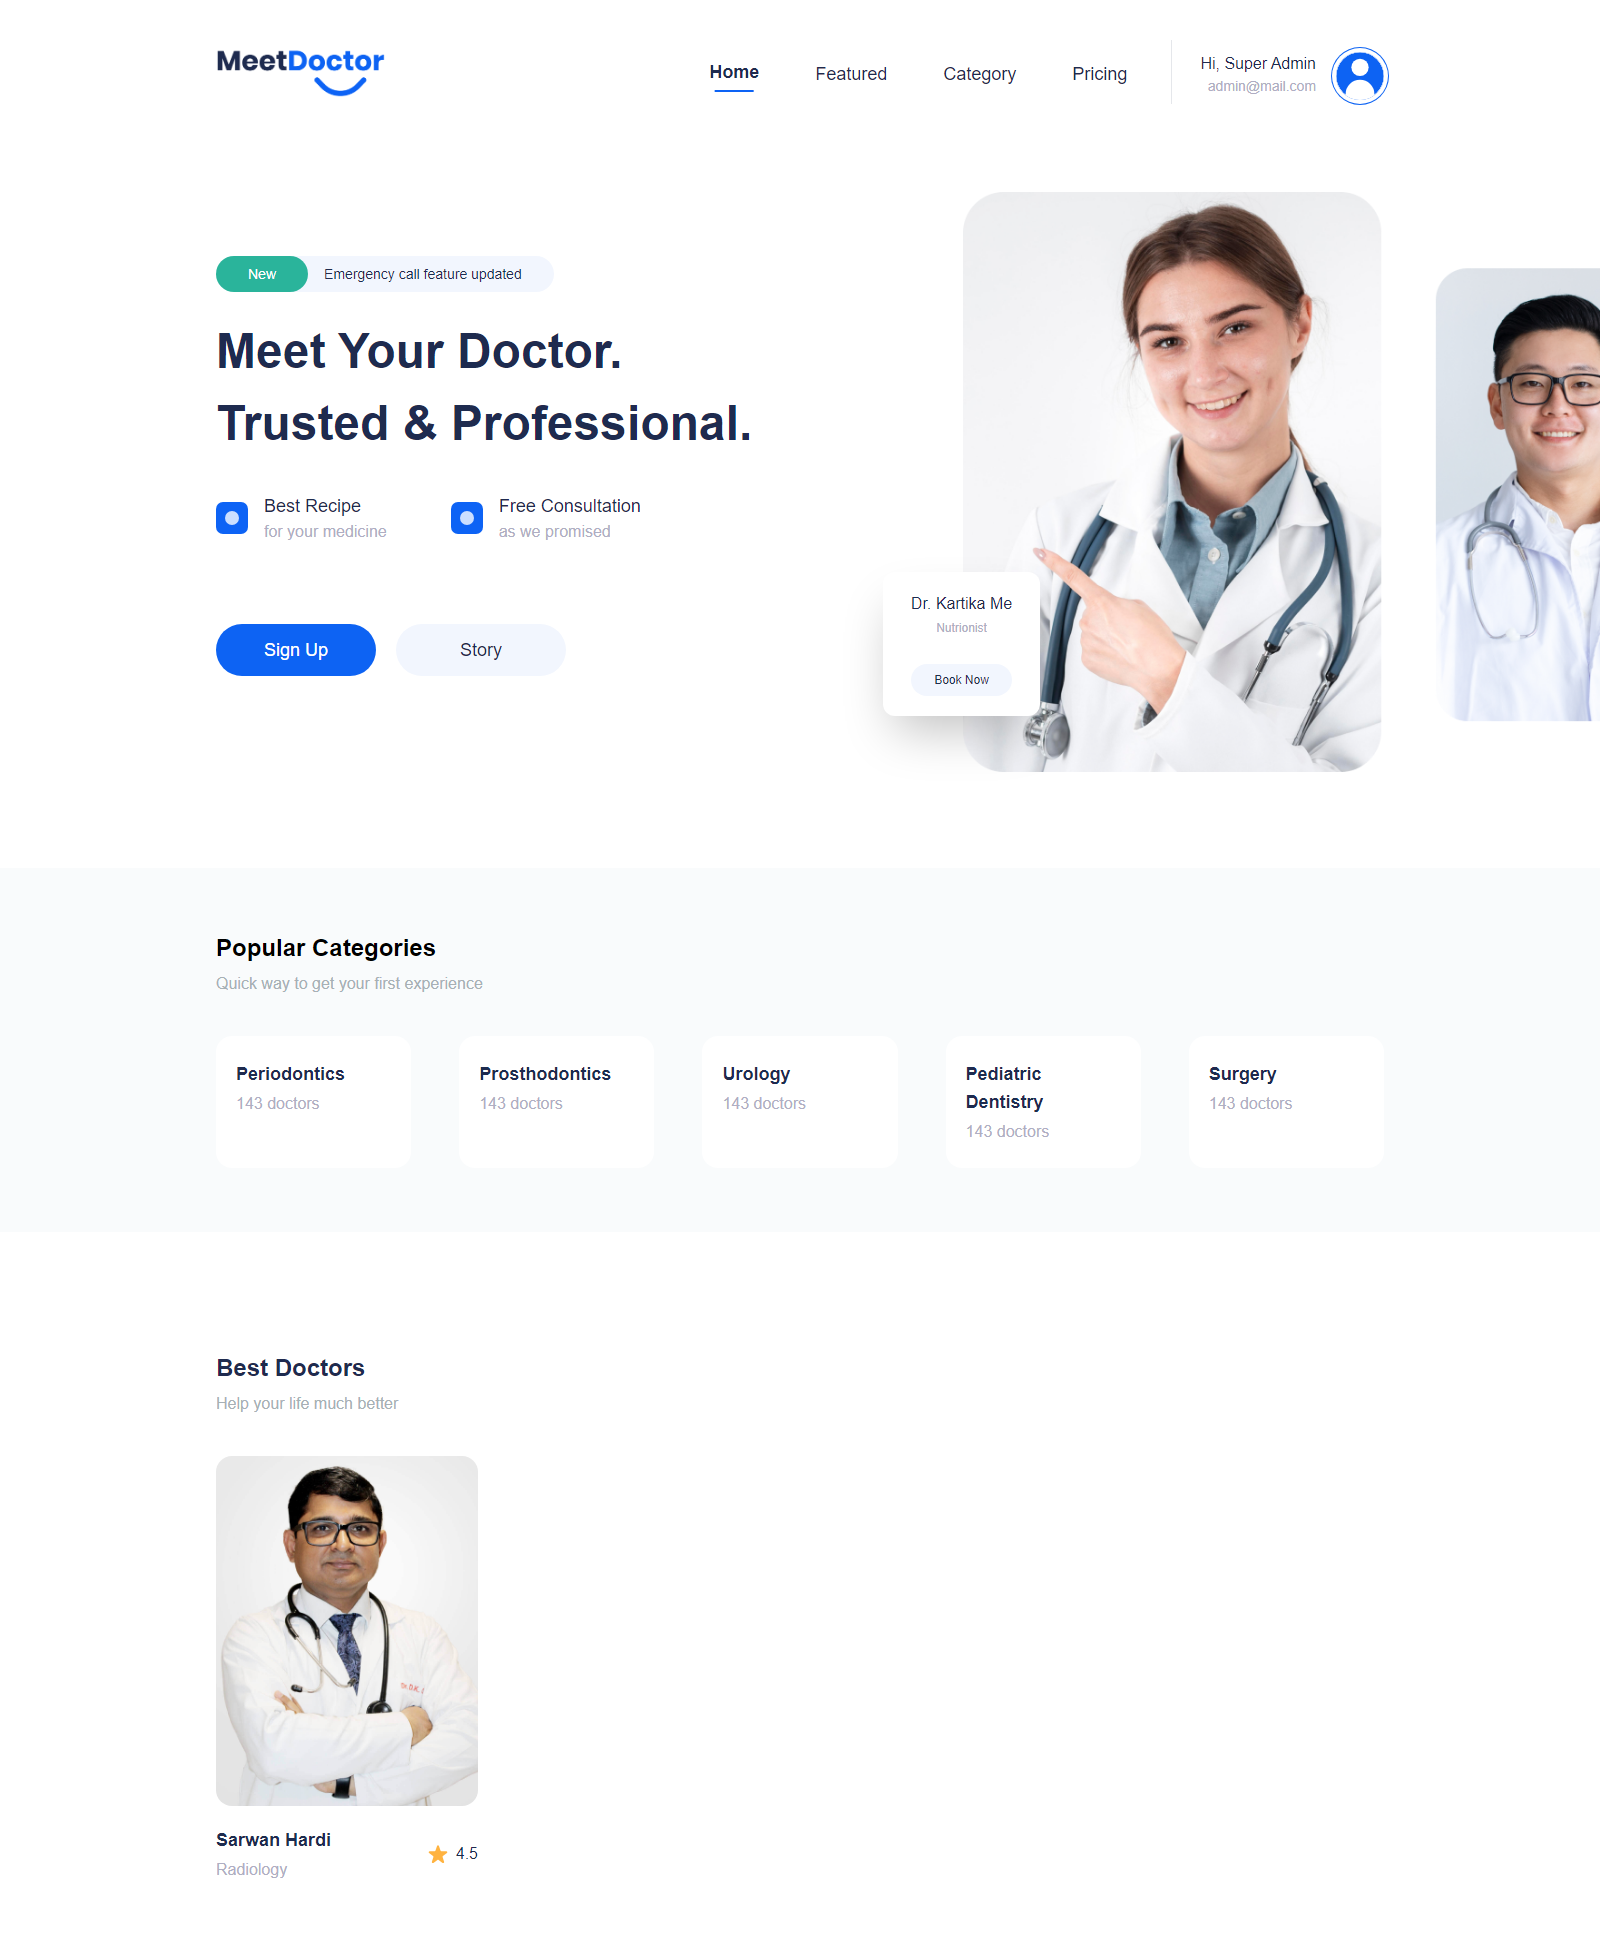 MeetDoctor
Home
Featured
Category
Pricing
Hi, Super Admin
admin@mail.com
New
Emergency call feature updated
Meet Your Doctor.
Trusted & Professional.
Best Recipe
for your medicine
Free Consultation
as we promised
Sign Up
Story
Dr. Kartika Me
Nutrionist
Book Now
Popular Categories
Quick way to get your first experience
Periodontics
143 doctors
Prosthodontics
143 doctors
Urology
143 doctors
Pediatric
Dentistry
143 doctors
Surgery
143 doctors
Best Doctors
Help your life much better
Dr.D.K.
Sarwan Hardi
Radiology
4.5